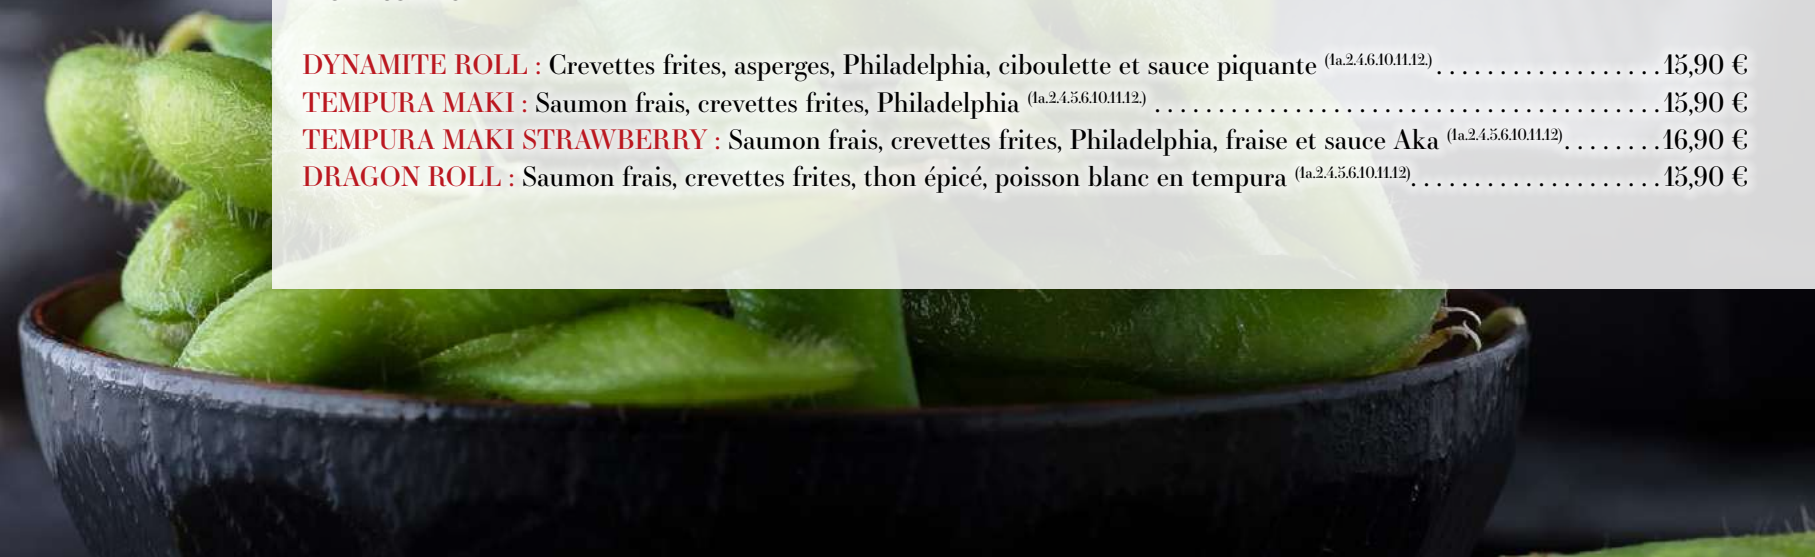 DYNAMITE ROLL : Crevettes frites, asperges, Philadelphia, ciboulette et sauce piquante (1a.2.4.6.10.11.12.) . . . . . . . . . . . . . . . . . . 15,90 €
TEMPURA MAKI : Saumon frais, crevettes frites, Philadelphia (1a.2.4.5.6.10.11.12.) . . . . . . . . . . . . . . . . . . . . . . . . . . . . . . . . . . . . . . . . 15,90 €
TEMPURA MAKI STRAWBERRY : Saumon frais, crevettes frites, Philadelphia, fraise et sauce Aka (1a.2.4.5.6.10.11.12) . . . . . . . . 16,90 €
DRAGON ROLL : Saumon frais, crevettes frites, thon épicé, poisson blanc en tempura (1a.2.4.5.6.10.11.12) . . . . . . . . . . . . . . . . . . . . 15,90 €